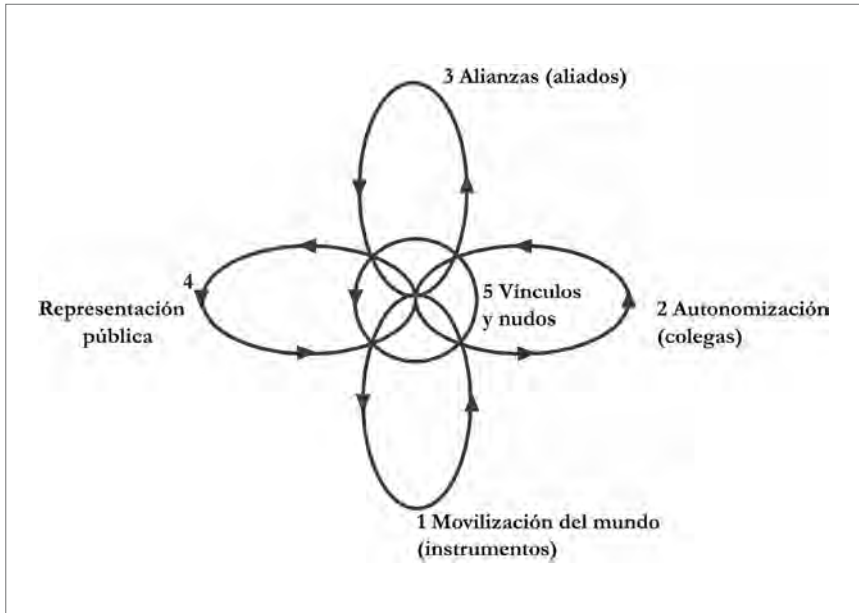 3 Alianzas (aliados)
4
Representación
pública
5 Vínculos
y nudos
2 Autonomización
(colegas)
1 Movilización del mundo
(instrumentos)